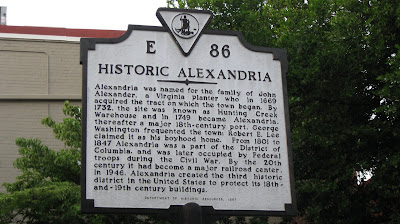 E 86
HISTORIC ALEXANDRIA
Alexandria was named for the family of John
Alexander, a Virginia planter who in 1669
acquired the tract on which the town began. By
1732, the site was known as Hunting Creek
Warehouse and in 1749 became Alexandria,
thereafter a major 18th-century port. George
Washington frequented the town; Robert E. Lee
claimed it as his boyhood home. From 1801 to
1847 Alexandria was a part of the District of
Columbia, and was later occupied by Federal
troops during the Civil War. By the 20th
century it had become a major railroad center.
In 1946, Alexandria created the third historic
district in the United States to protect its 18th-
and 19th century buildings.
DEPARTMENT OF HISTORIC RESOURCES, 1997